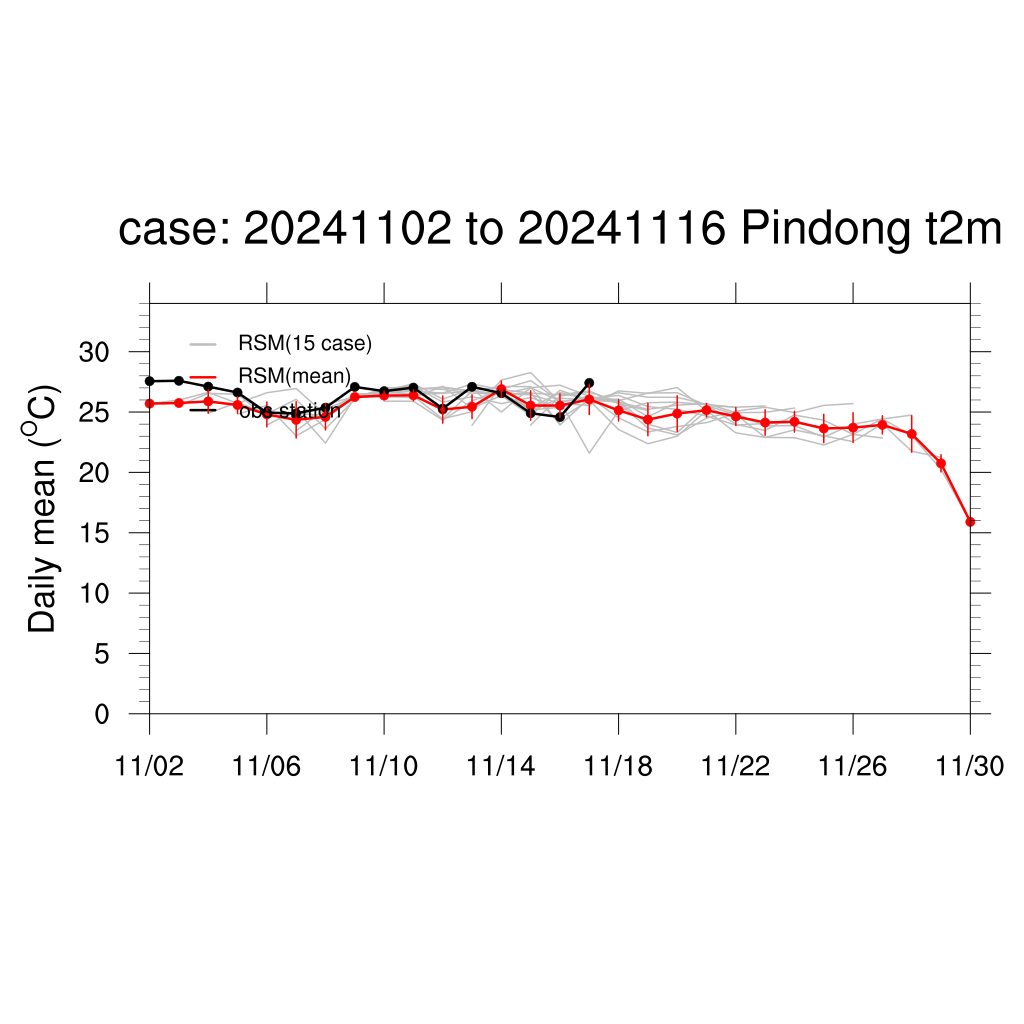 case: 20241102 to 20241116 Pindong t2m
Daily mean (°C)
30
25
20
15
10
5
0
RSM(15 case)
RSM(mean)
obs station
11/02 11/06 11/10 11/14 11/18 11/22 11/26 11/30